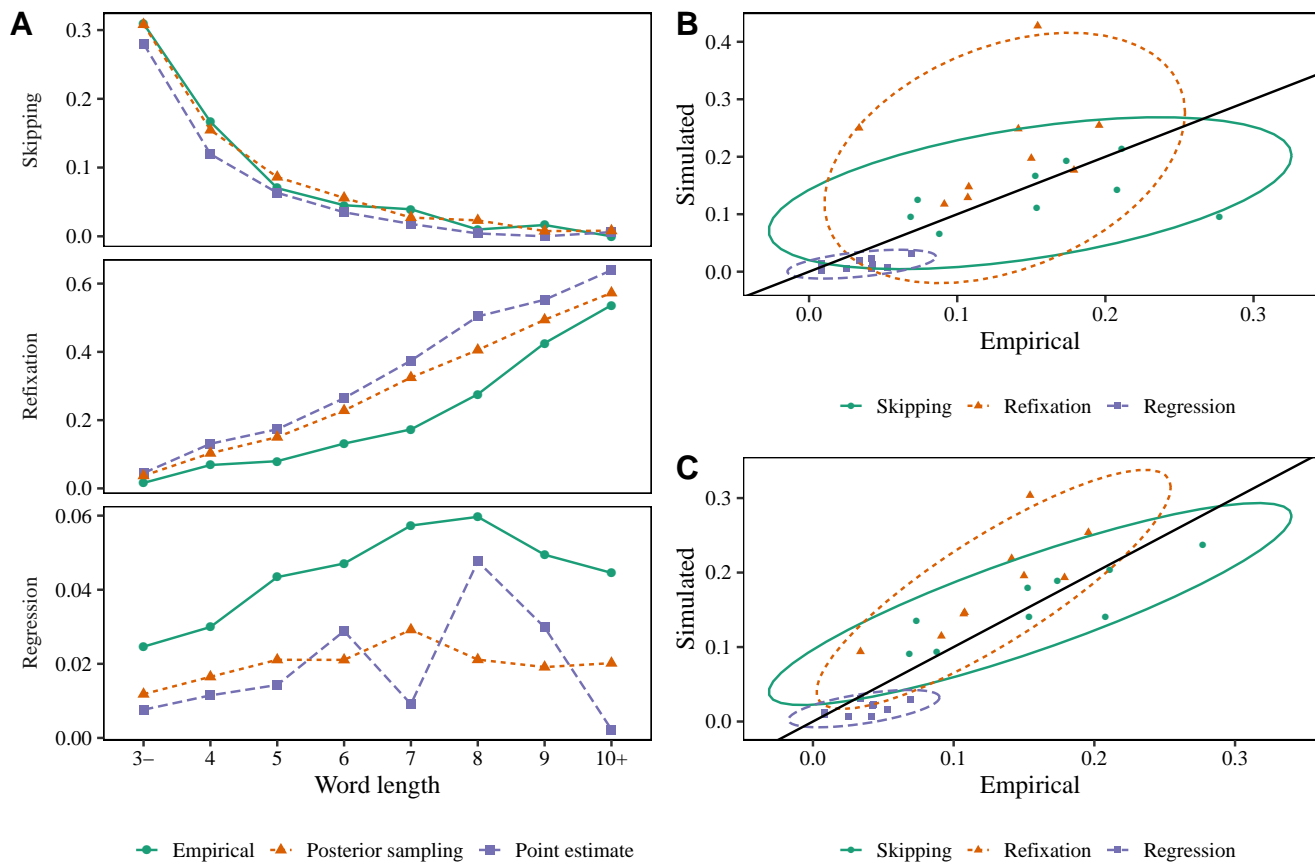 A
Skipping
0.3
0.2
0.1
0.0
Refixation
0.6
0.4
0.2
0.0
Regression
0.06
0.04
0.02
0.00
3− 4 5 6 7 8 9 10+
Word length
Empirical Posterior sampling Point estimate
B
Simulated
0.4
0.3
0.2
0.1
0.0
0.0 0.1 0.2 0.3
Empirical
Skipping Refixation Regression
C
Simulated
0.3
0.2
0.1
0.0
0.0 0.1 0.2 0.3
Empirical
Skipping Refixation Regression